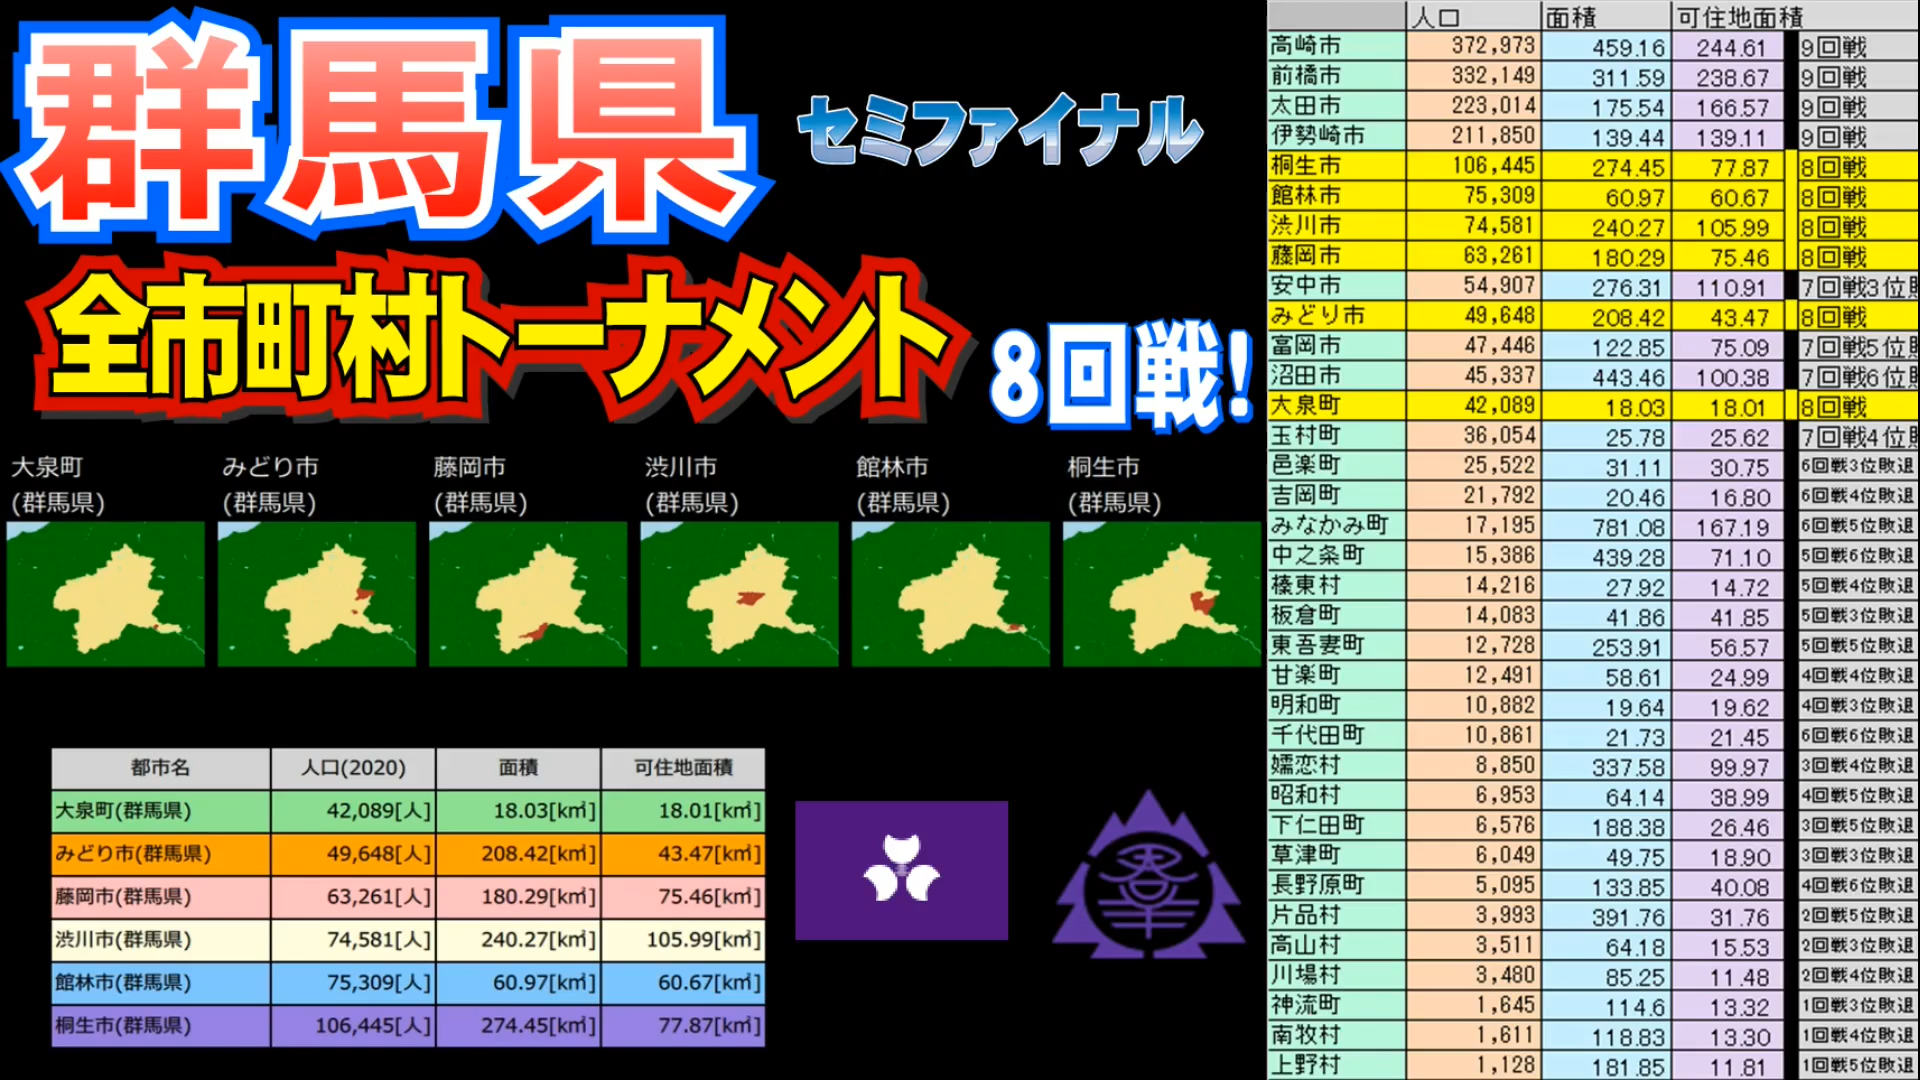 群馬県
セミファイナル
全市町村トーナメント
8回戦!
大泉町
(群馬県)
みどり市
(群馬県)
藤岡市
(群馬県)
渋川市
(群馬県)
館林市
(群馬県)
桐生市
(群馬県)
都市名 人口(2020) 面積 可住地面積
大泉町(群馬県) 42,089[人] 18.03[k㎡] 18.01[k㎡]
みどり市(群馬県) 49,648[人] 208.42[k㎡] 43.47[k㎡]
藤岡市(群馬県) 63,261[人] 180.29[k㎡] 75.46[k㎡]
渋川市(群馬県) 74,581[人] 240.27[k㎡] 105.99[k㎡]
館林市(群馬県) 75,309[人] 60.97[k㎡] 60.67[k㎡]
桐生市(群馬県) 106,445[人] 274.45[k㎡] 77.87[k㎡]
人口 面積 可住地面積
高崎市 372,973 459.16 244.61 9回戦
前橋市 332,149 311.59 238.67 9回戦
太田市 223,014 175.54 166.57 9回戦
伊勢崎市 211,850 139.44 139.11 9回戦
桐生市 106,445 274.45 77.87 8回戦
館林市 75,309 60.97 60.67 8回戦
渋川市 74,581 240.27 105.99 8回戦
藤岡市 63,261 180.29 75.46 8回戦
安中市 54,907 276.31 110.91 7回戦3位
みどり市 49,648 208.42 43.47 8回戦
富岡市 47,446 122.85 75.09 7回戦5位
沼田市 45,337 443.46 100.38 7回戦6位
大泉町 42,089 18.03 18.01 8回戦
玉村町 36,054 25.78 25.62 7回戦4位
邑楽町 25,522 31.11 30.75 6回戦3位敗退
吉岡町 21,792 20.46 16.80 6回戦4位敗退
みなかみ町 17,195 781.08 167.19 6回戦5位敗退
中之条町 15,386 439.28 71.10 5回戦6位敗退
榛東村 14,216 27.92 14.72 5回戦4位敗退
板倉町 14,083 41.86 41.85 5回戦3位敗退
東吾妻町 12,728 253.91 56.57 5回戦5位敗退
甘楽町 12,491 58.61 24.99 4回戦4位敗退
明和町 10,882 19.64 19.62 4回戦3位敗退
千代田町 10,861 21.73 21.45 6回戦6位敗退
嬬恋村 8,850 337.58 99.97 3回戦4位敗退
昭和村 6,953 64.14 38.99 4回戦5位敗退
下仁田町 6,576 188.38 26.46 3回戦5位敗退
草津町 6,049 49.75 18.90 3回戦3位敗退
長野原町 5,095 133.85 40.08 4回戦6位敗退
片品村 3,993 391.76 31.76 2回戦5位敗退
高山村 3,511 64.18 15.53 2回戦3位敗退
川場村 3,480 85.25 11.48 2回戦4位敗退
神流町 1,645 114.6 13.32 1回戦3位敗退
南牧村 1,611 118.83 13.30 1回戦4位敗退
上野村 1,128 181.85 11.81 1回戦5位敗退